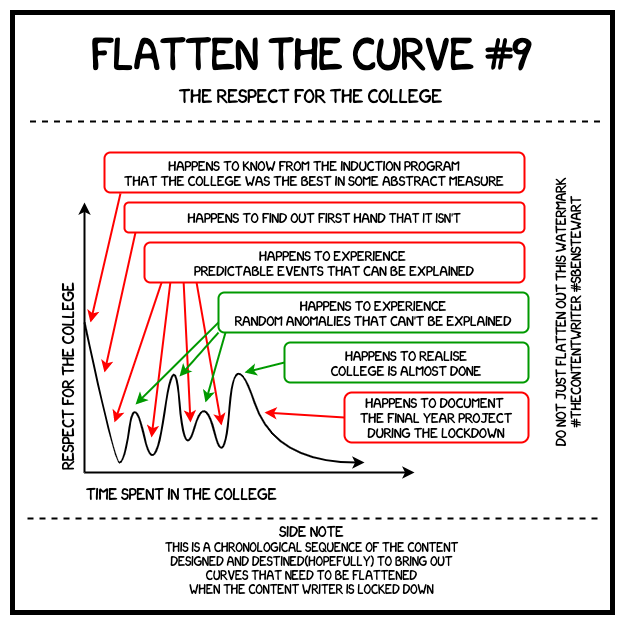 FLATTEN THE CURVE #9
THE RESPECT FOR THE COLLEGE
HAPPENS TO KNOW FROM THE INDUCTION PROGRAM
THAT THE COLLEGE WAS THE BEST IN SOME ABSTRACT MEASURE
HAPPENS TO FIND OUT FIRST HAND THAT IT ISN'T
HAPPENS TO EXPERIENCE
PREDICTABLE EVENTS THAT CAN BE EXPLAINED
HAPPENS TO EXPERIENCE
RANDOM ANOMALIES THAT CAN'T BE EXPLAINED
HAPPENS TO REALISE
COLLEGE IS ALMOST DONE
HAPPENS TO DOCUMENT
THE FINAL YEAR PROJECT
DURING THE LOCKDOWN
RESPECT FOR THE COLLEGE
TIME SPENT IN THE COLLEGE
DO NOT JUST FLATTEN OUT THIS WATERMARK
#THECONTENTWRITER #SBENSTEWART
SIDE NOTE
THIS IS A CHRONOLOGICAL SEQUENCE OF THE CONTENT
DESIGNED AND DESTINED(HOPEFULLY) TO BRING OUT
CURVES THAT NEED TO BE FLATTENED
WHEN THE CONTENT WRITER IS LOCKED DOWN